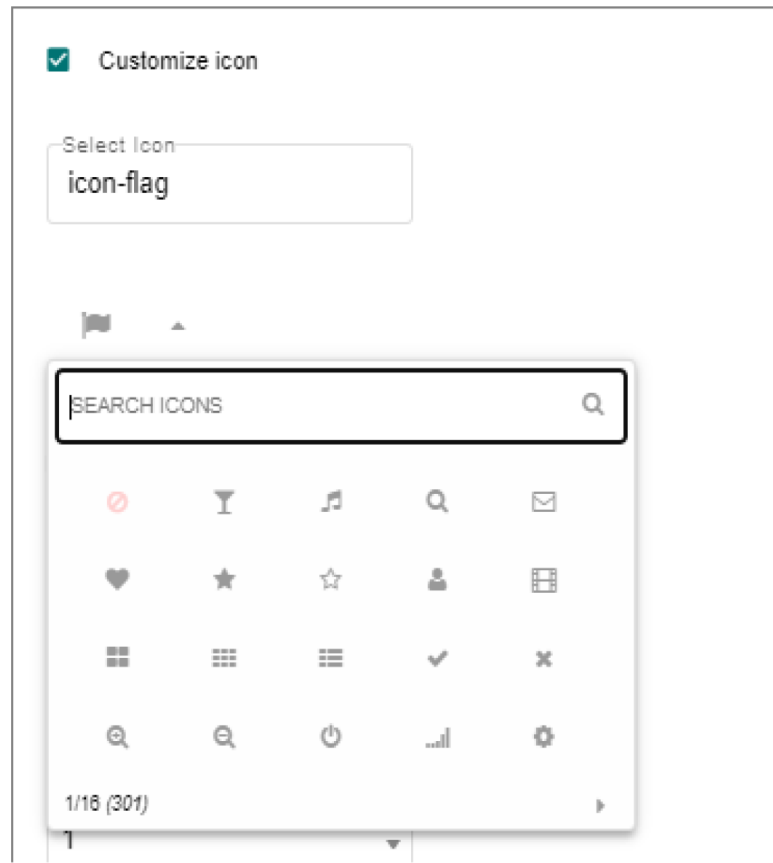 Customize icon
Select Icon
icon-flag
SEARCH ICONS
1/16 (301)
1